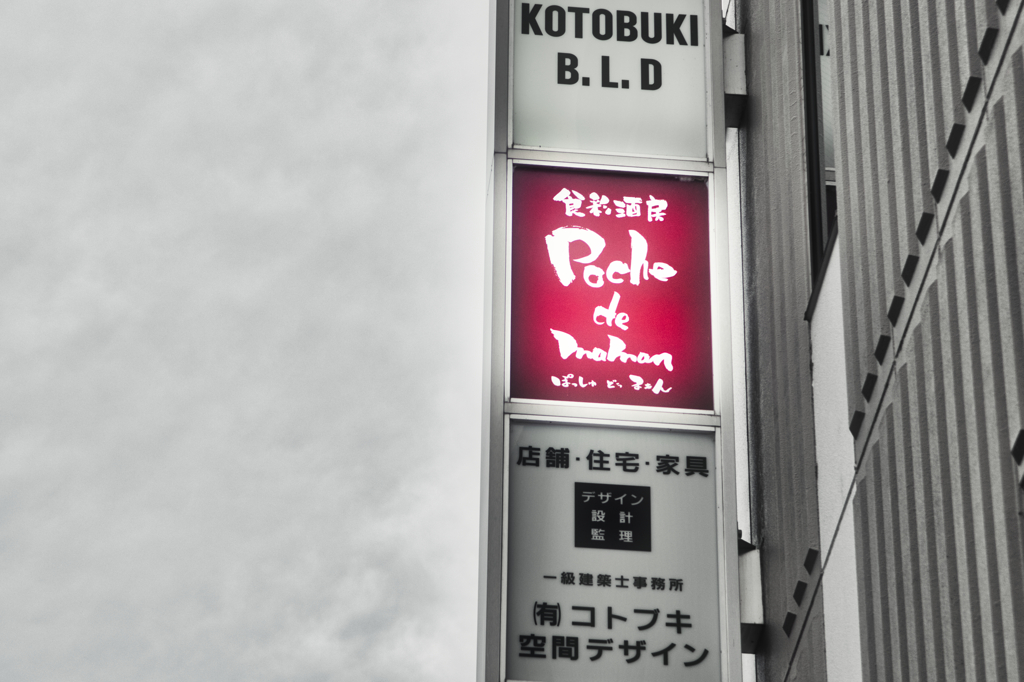 KOTOBUKI
B.L.D
食彩酒房
Poche
de
maman
ぽっしゅ どぅ まぁん
店舗・住宅・家具
デザイン
設計
監理
一級建築士事務所
㈲コトブキ
空間デザイン